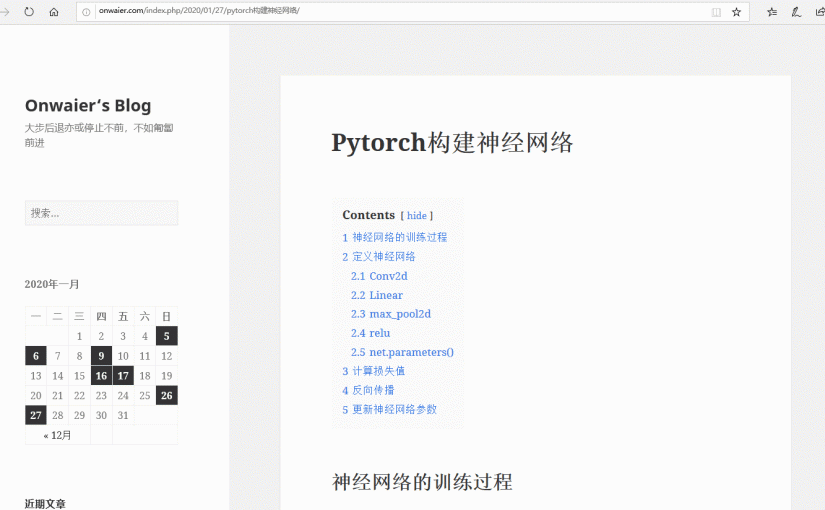 onwaier.com/index.php/2020/01/27/pytorch构建神经网络/
Onwaier's Blog
大步后退亦或停止不前，不如匍匐
前进
搜索…
2020年一月
一 二 三 四 五 六 日
1 2 3 4 5
6 7 8 9 10 11 12
13 14 15 16 17 18 19
20 21 22 23 24 25 26
27 28 29 30 31
« 12月
近期文章
Pytorch构建神经网络
Contents [ hide ]
1 神经网络的训练过程
2 定义神经网络
2.1 Conv2d
2.2 Linear
2.3 max_pool2d
2.4 relu
2.5 net.parameters()
3 计算损失值
4 反向传播
5 更新神经网络参数
神经网络的训练过程